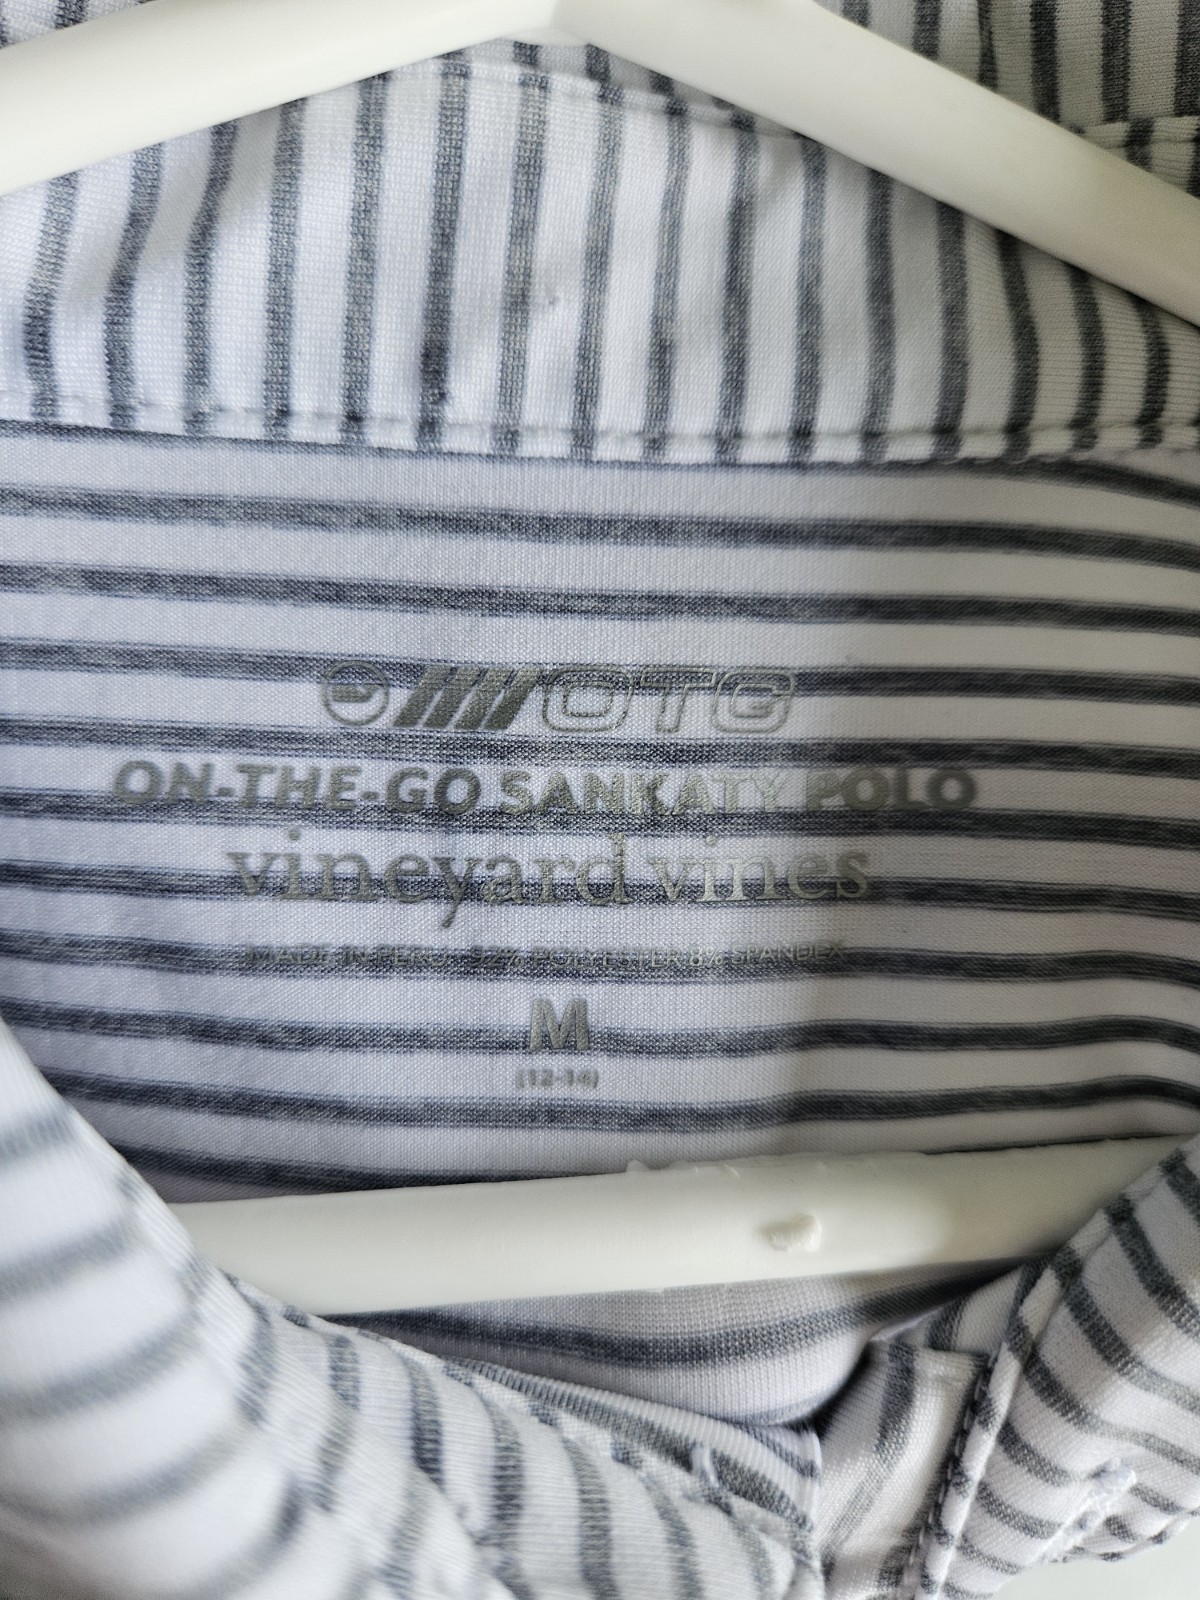 OTG
ON-THE-GO SANKATY POLO
vineyard vines
MADE IN PERU 92% POLYESTER 8% SPANDEX
M
(12-14)